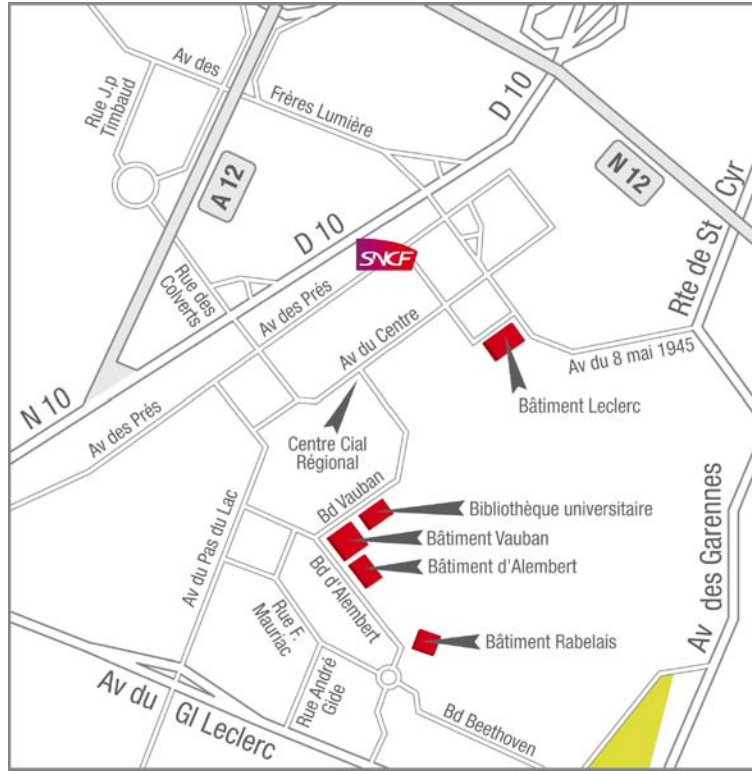 Av des
Frères Lumière
Rue J.p
Timbaud
D 10
N 12
A 12
Rte de St Cyr
D 10
SNCF
Rue des
Colverts
Av des Prés
Av du Centre
Av du 8 mai 1945
N 10
Av des Prés
Bâtiment Leclerc
Centre Cial
Régional
Bd Vauban
Bibliothèque universitaire
Bâtiment Vauban
Bâtiment d'Alembert
Av du Pas du Lac
Bd d'Alembert
Av des Garennes
Rue F.
Mauriac
Bâtiment Rabelais
Rue André
Gide
Av du Gl Leclerc
Bd Beethoven